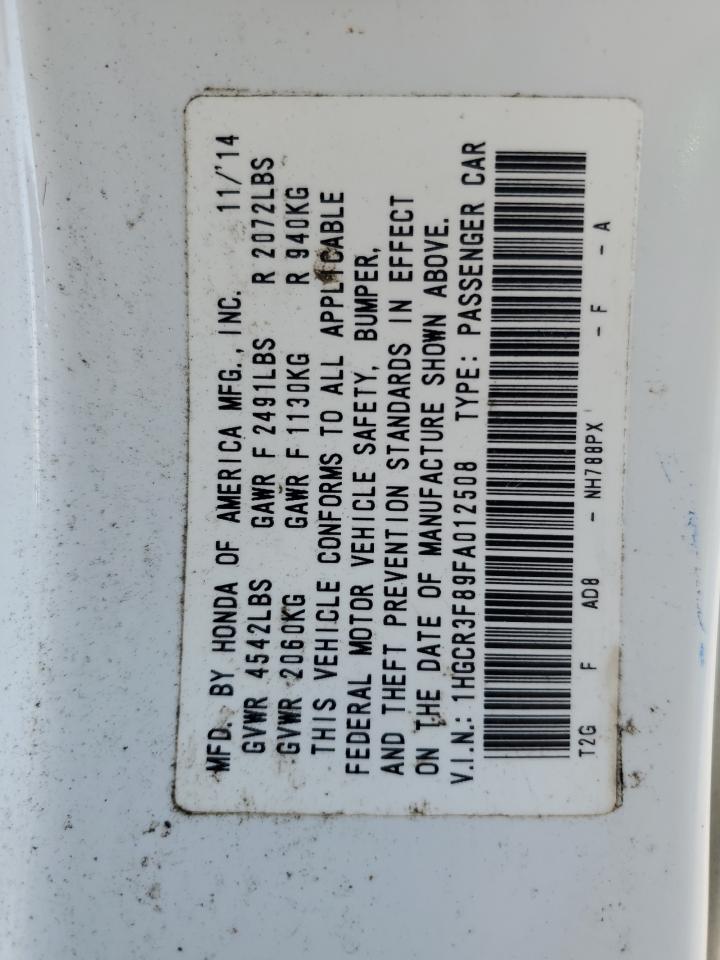 MFD. BY HONDA OF AMERICA MFG., INC. 11/'14
GVWR 4542LBS GAWR F 2491LBS R 2072LBS
GVWR 2060KG GAWR F 1130KG R 940KG
THIS VEHICLE CONFORMS TO ALL APPLICABLE
FEDERAL MOTOR VEHICLE SAFETY, BUMPER,
AND THEFT PREVENTION STANDARDS IN EFFECT
ON THE DATE OF MANUFACTURE SHOWN ABOVE.
V.I.N.: 1HGCR3F89FA012508 TYPE: PASSENGER CAR
T2G F AD8 - NH788PX - F - A